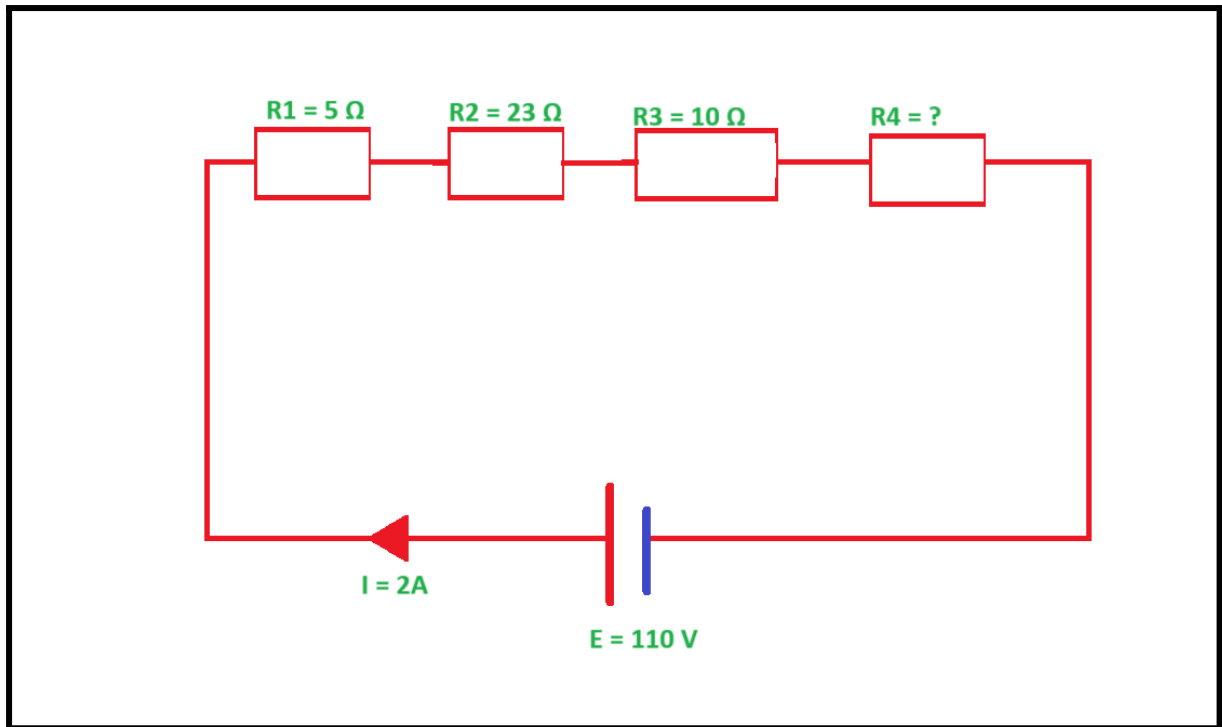 R1 = 5 Ω
R2 = 23 Ω
R3 = 10 Ω
R4 = ?
I = 2A
E = 110 V